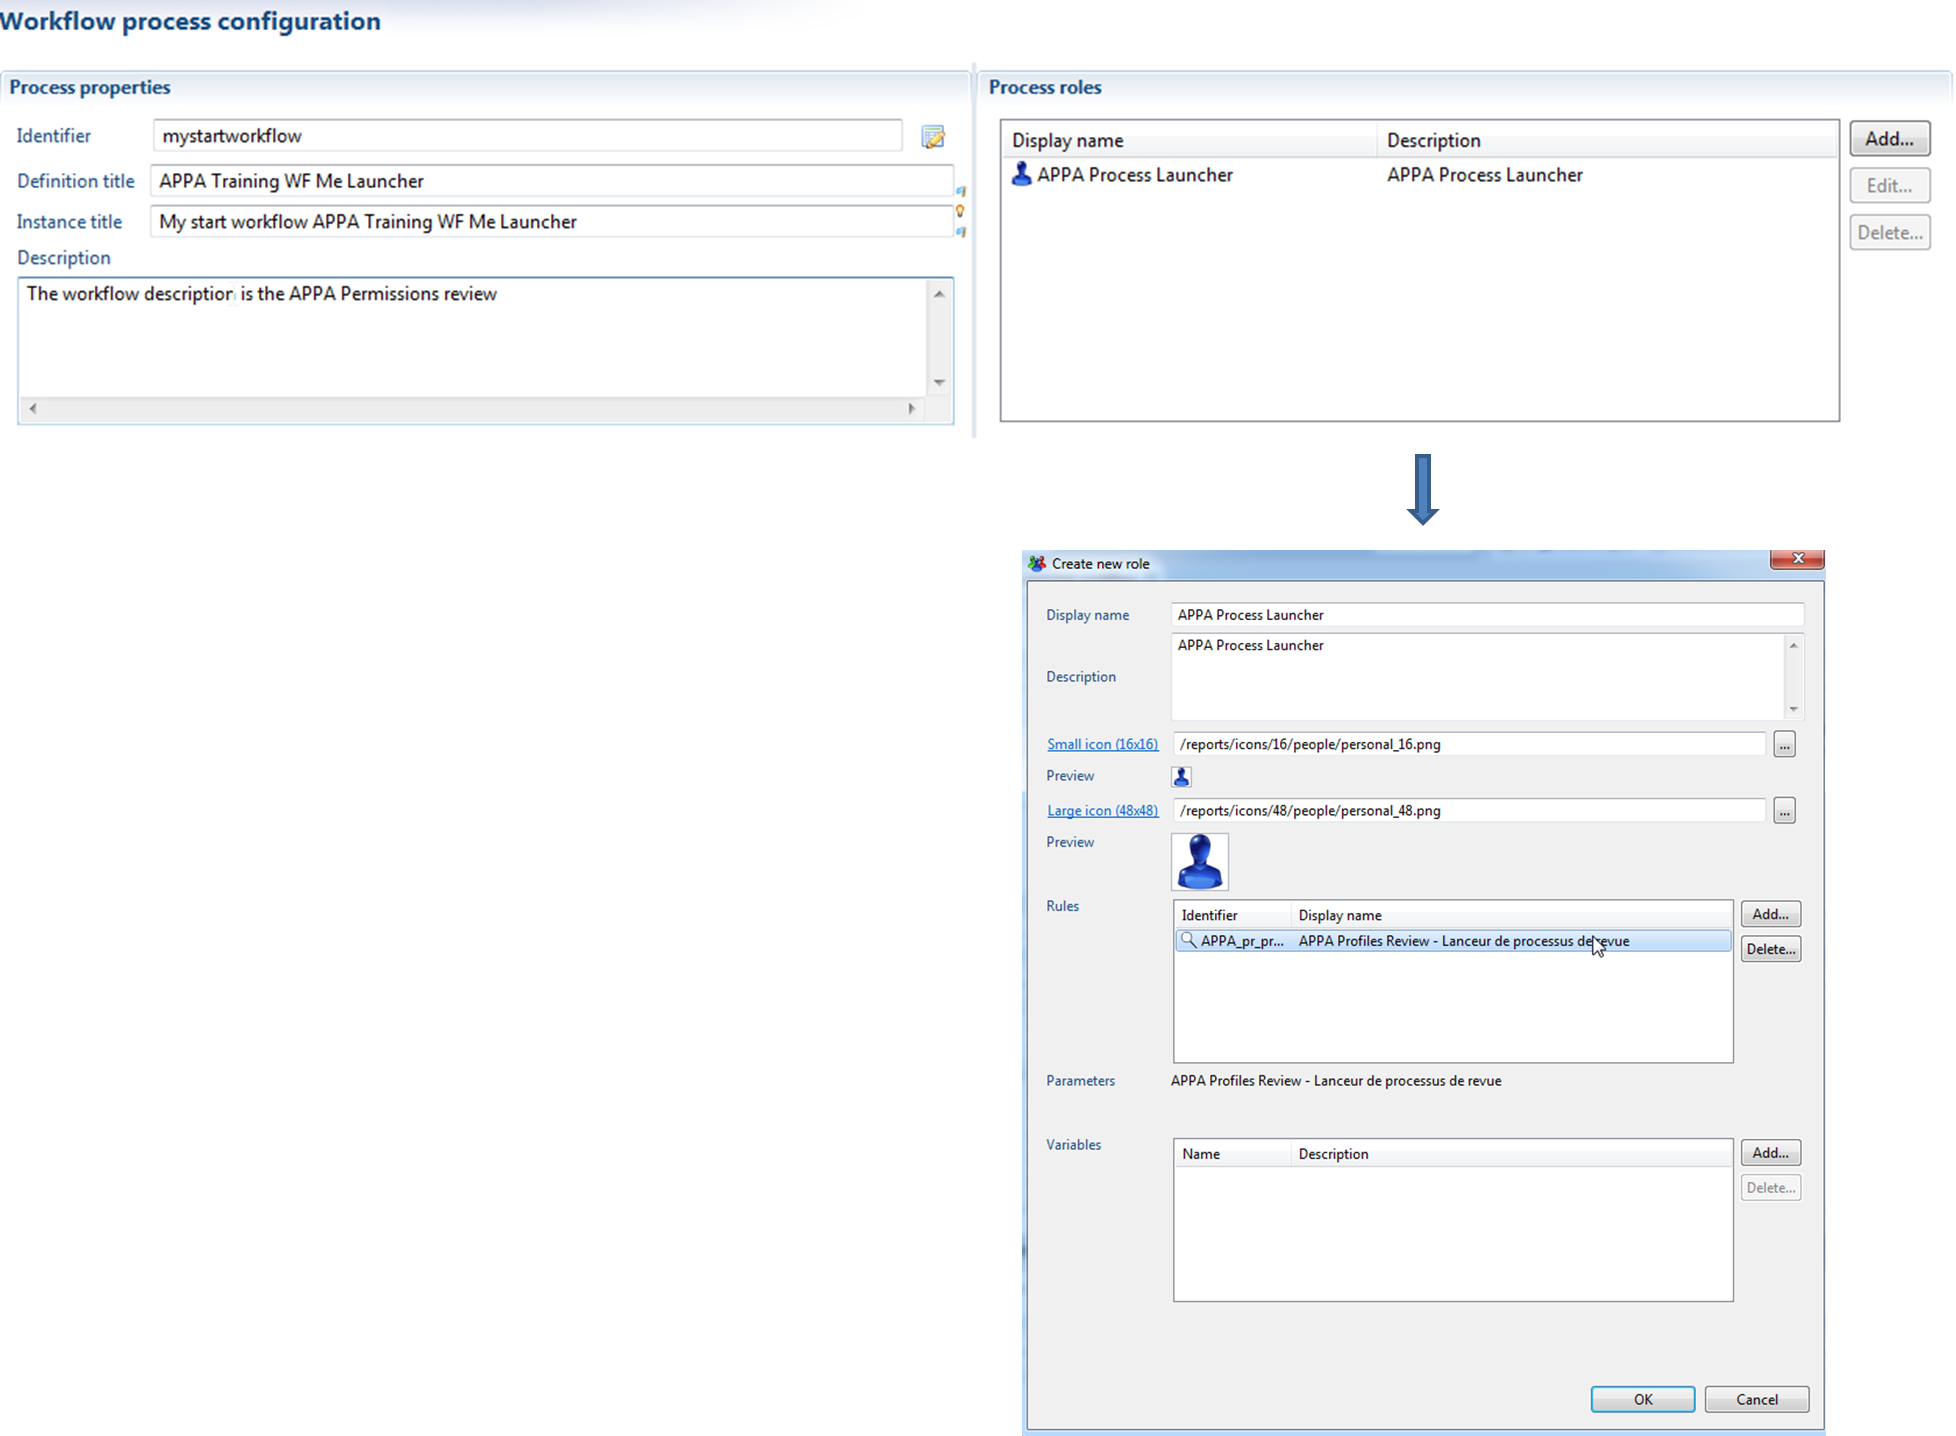 Workflow process configuration
Process properties
Identifier mystartworkflow
Definition title APPA Training WF Me Launcher
Instance title My start workflow APPA Training WF Me Launcher
Description
The workflow description is the APPA Permissions review
Process roles
Display name Description
APPA Process Launcher APPA Process Launcher
Add...
Edit...
Delete...
Create new role
Display name APPA Process Launcher
Description APPA Process Launcher
Small icon (16x16) /reports/icons/16/people/personal_16.png ...
Preview
Large icon (48x48) /reports/icons/48/people/personal_48.png ...
Preview
Rules
Identifier Display name
APPA_pr_pr... APPA Profiles Review - Lanceur de processus de revue
Add...
Delete...
Parameters APPA Profiles Review - Lanceur de processus de revue
Variables
Name Description
Add...
Delete...
OK Cancel